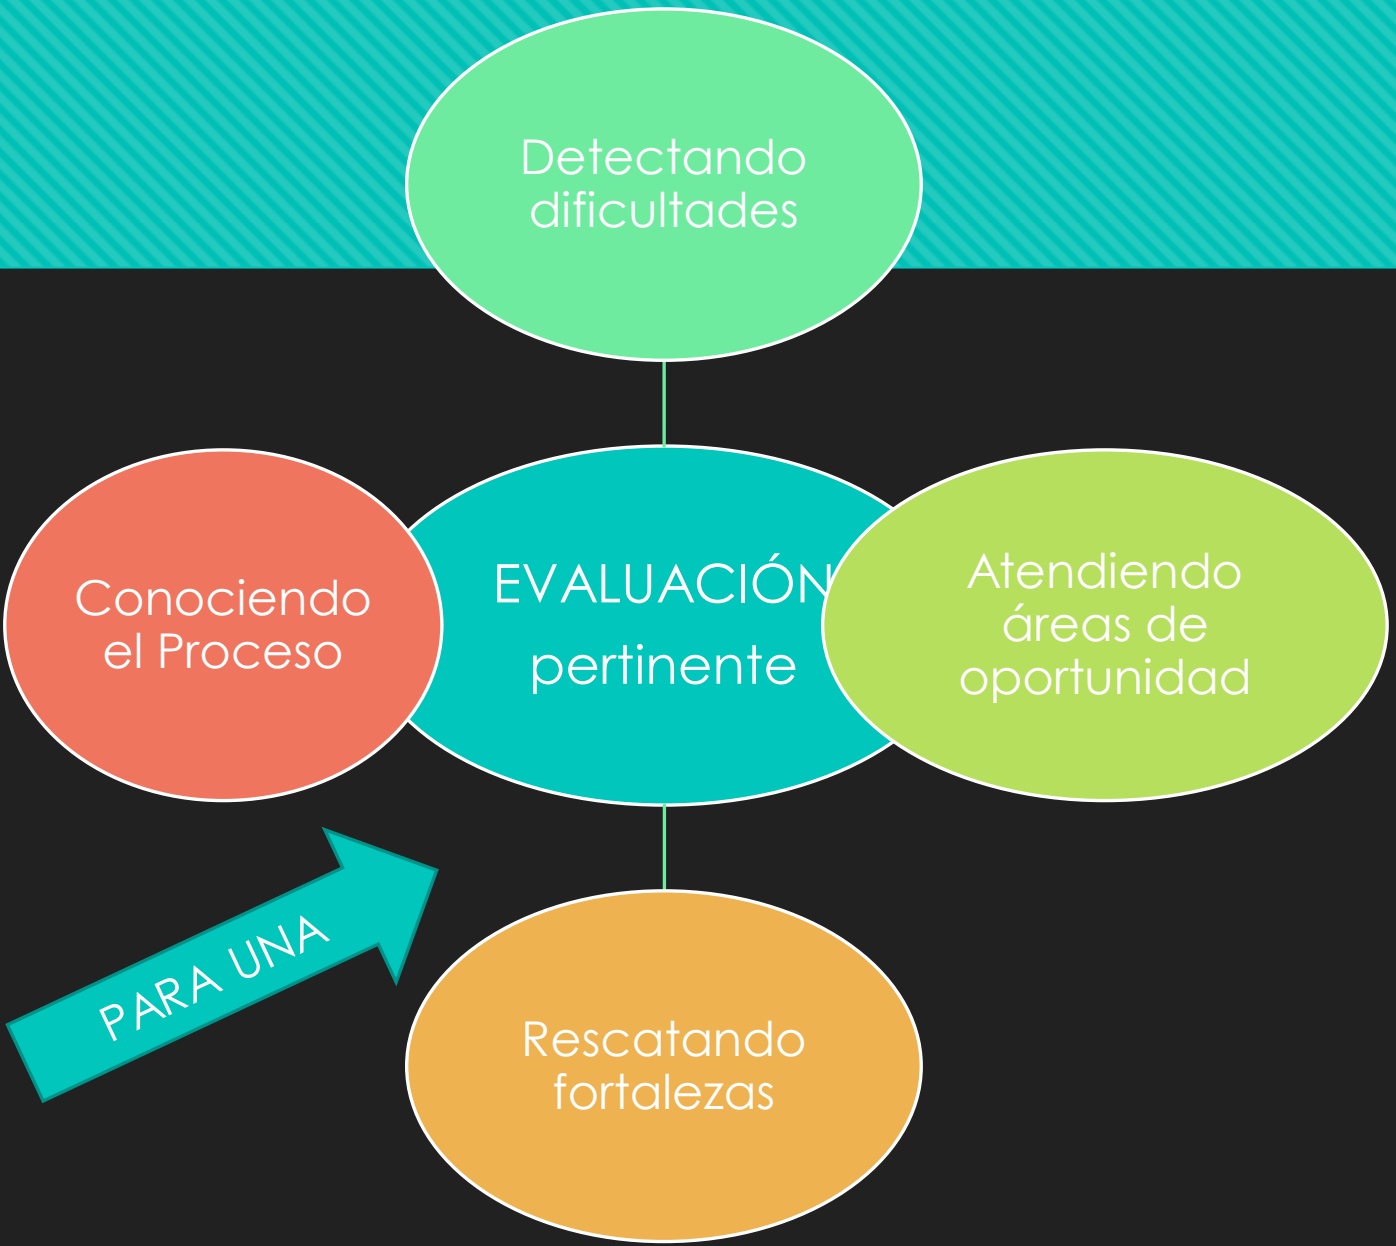 Detectando
dificultades
Conociendo
el Proceso
EVALUACIÓN
pertinente
Atendiendo
áreas de
oportunidad
PARA UNA
Rescatando
fortalezas